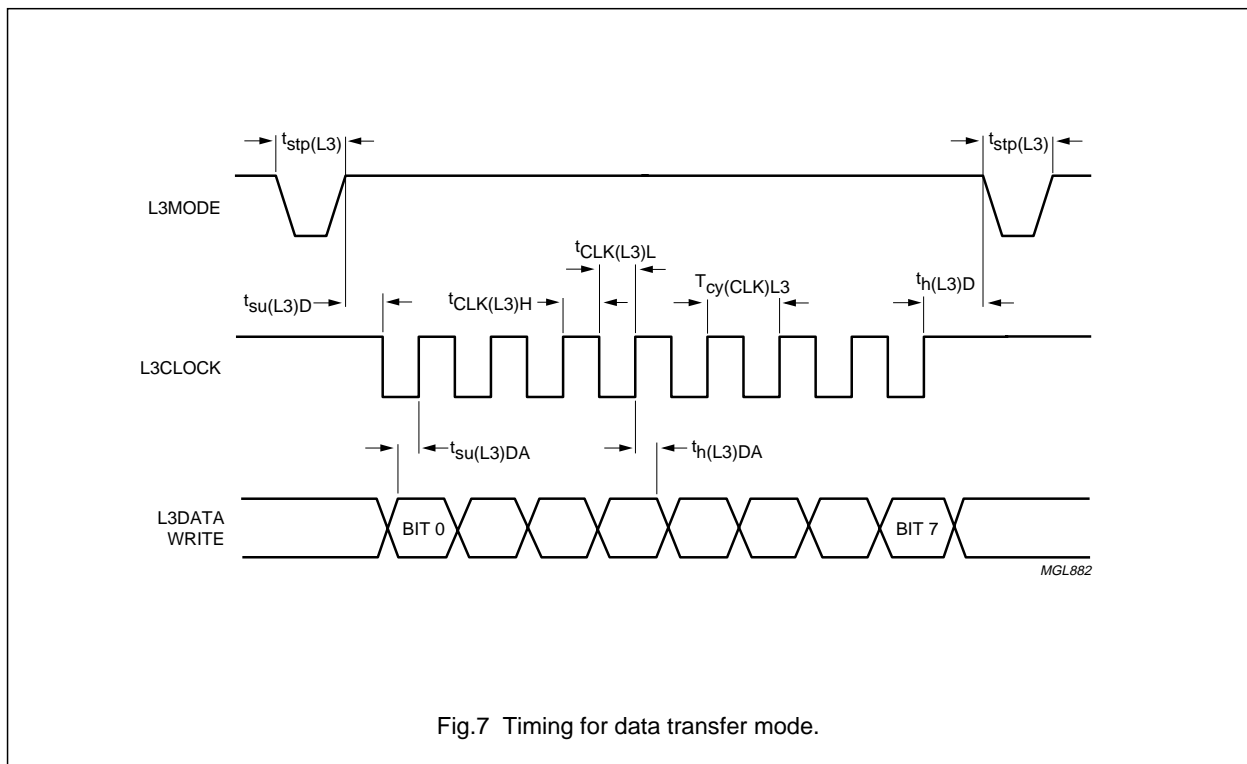 tstp(L3)
tstp(L3)
L3MODE
tCLK(L3)L
tsu(L3)D
tCLK(L3)H
Tcy(CLK)L3
th(L3)D
L3CLOCK
tsu(L3)DA
th(L3)DA
L3DATA
WRITE
BIT 0
BIT 7
MGL882
Fig.7 Timing for data transfer mode.